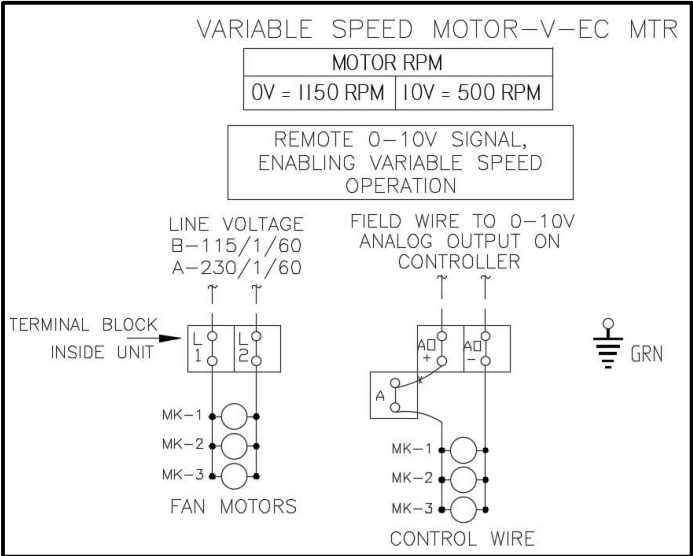 VARIABLE SPEED MOTOR-V-EC MTR
MOTOR RPM
0V = 1150 RPM
10V = 500 RPM
REMOTE 0-10V SIGNAL,
ENABLING VARIABLE SPEED
OPERATION
LINE VOLTAGE
B-115/1/60
A-230/1/60
FIELD WIRE TO 0-10V
ANALOG OUTPUT ON
CONTROLLER
TERMINAL BLOCK
INSIDE UNIT
L
1
L
2
AO
+
AO
-
A
GRN
MK-1
MK-2
MK-3
FAN MOTORS
MK-1
MK-2
MK-3
CONTROL WIRE